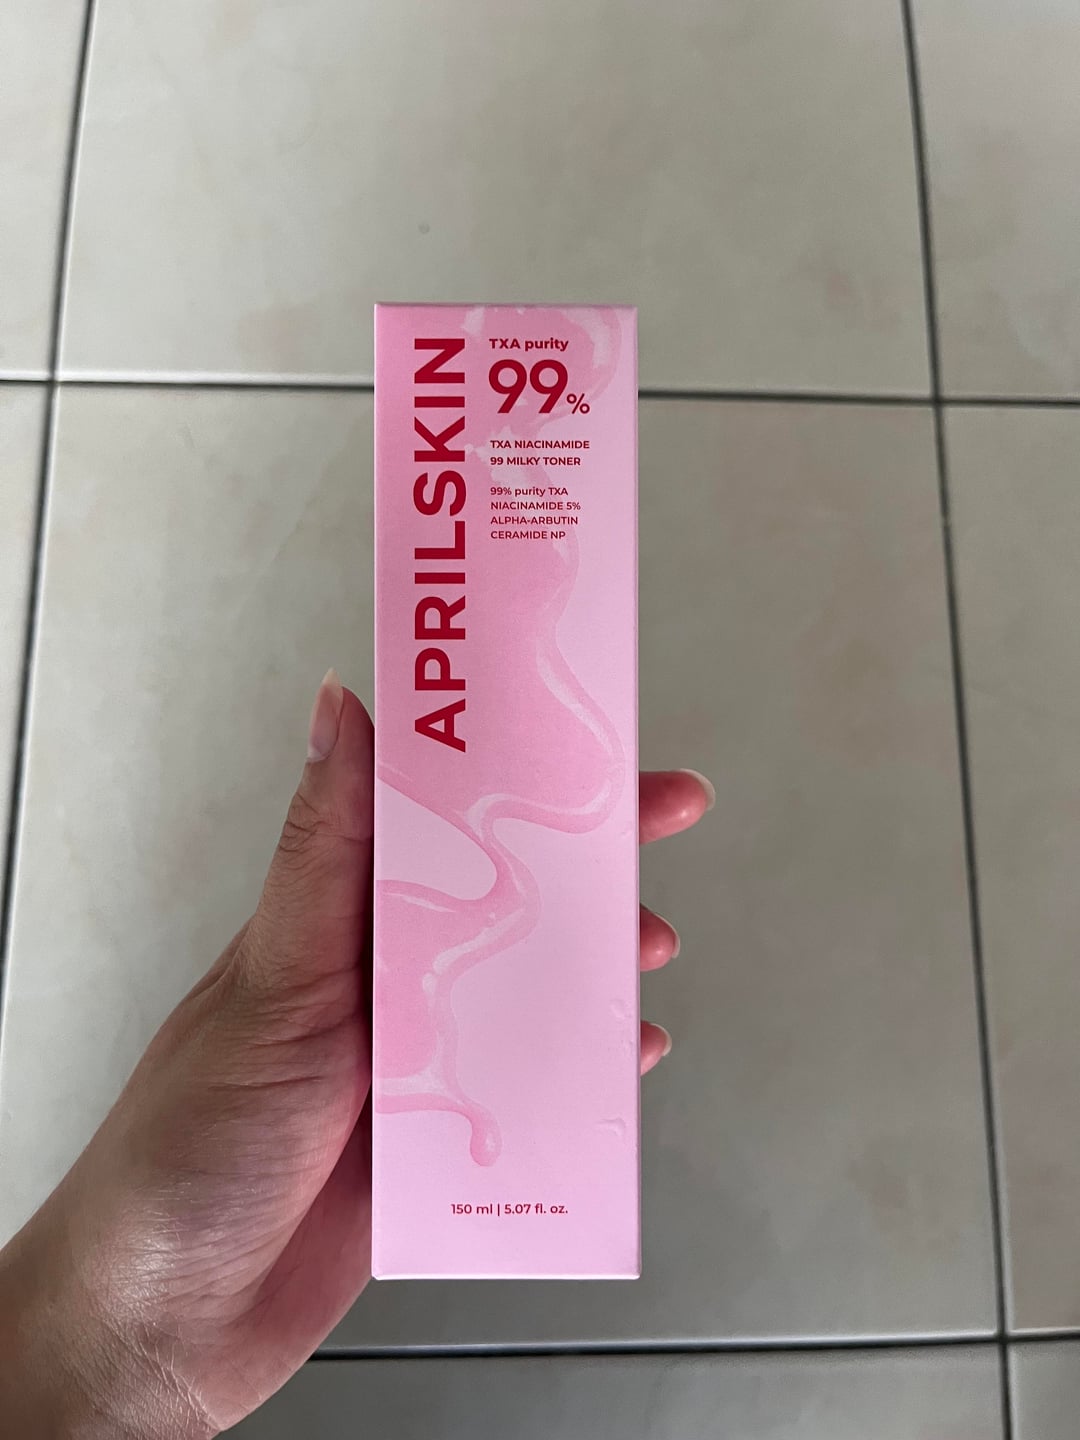 APRILSKIN
TXA purity
99%
TXA NIACINAMIDE
99 MILKY TONER
99% purity TXA
NIACINAMIDE 5%
ALPHA-ARBUTIN
CERAMIDE NP
150 ml | 5.07 fl. oz.